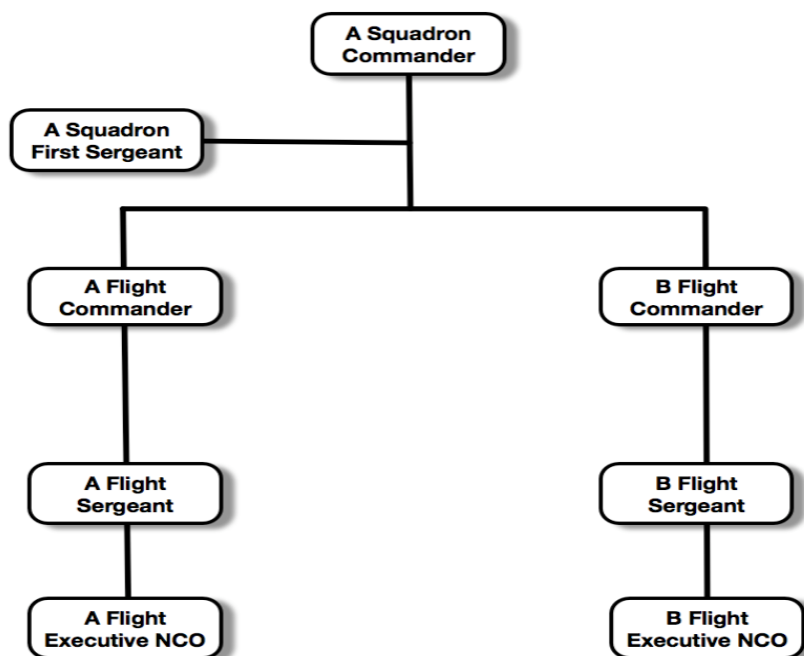 A Squadron
Commander
A Squadron
First Sergeant
A Flight
Commander
B Flight
Commander
A Flight
Sergeant
B Flight
Sergeant
A Flight
Executive NCO
B Flight
Executive NCO